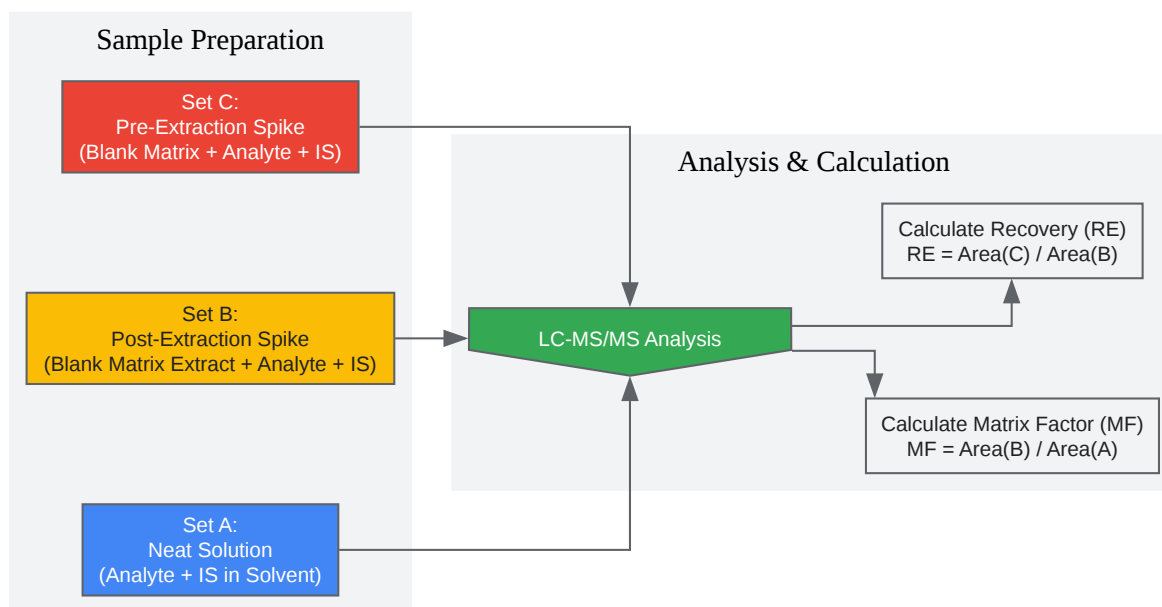 Sample Preparation
Set C:
Pre-Extraction Spike
(Blank Matrix + Analyte + IS)
Set B:
Post-Extraction Spike
(Blank Matrix Extract + Analyte + IS)
Set A:
Neat Solution
(Analyte + IS in Solvent)
Analysis & Calculation
LC-MS/MS Analysis
Calculate Recovery (RE)
RE = Area(C) / Area(B)
Calculate Matrix Factor (MF)
MF = Area(B) / Area(A)